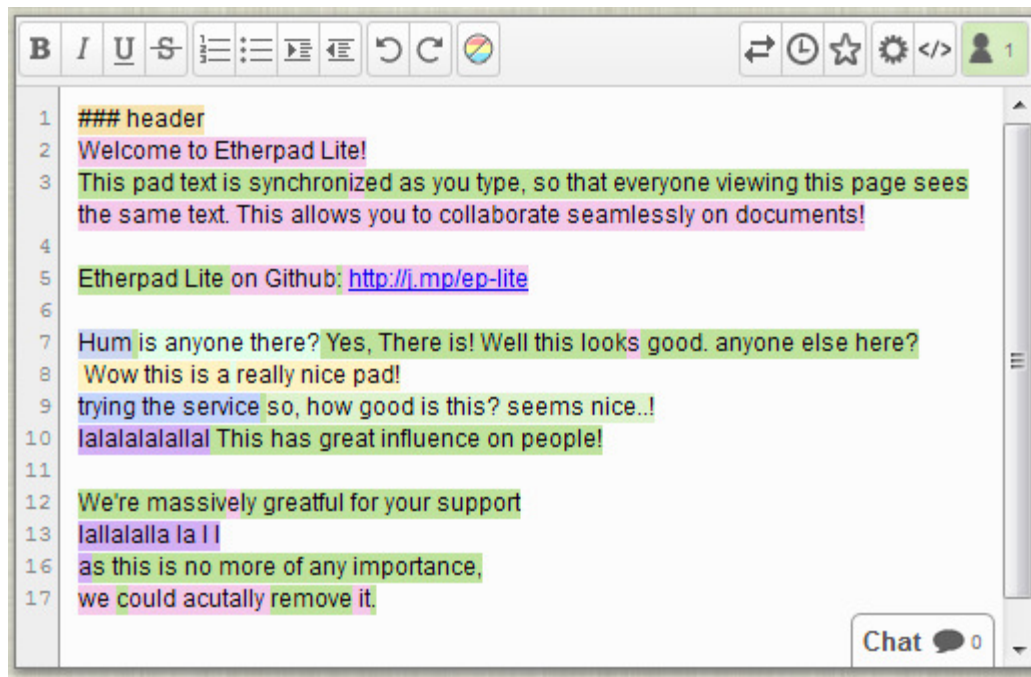 B I U S </> 1
1 ### header
2 Welcome to Etherpad Lite!
3 This pad text is synchronized as you type, so that everyone viewing this page sees
the same text. This allows you to collaborate seamlessly on documents!
4
5 Etherpad Lite on Github: http://j.mp/ep-lite
6
7 Hum is anyone there? Yes, There is! Well this looks good. anyone else here?
8 Wow this is a really nice pad!
9 trying the service so, how good is this? seems nice..!
10 lalalalalallal This has great influence on people!
11
12 We're massively greatful for your support
13 lallalalla la l l
16 as this is no more of any importance,
17 we could acutally remove it.
Chat 0